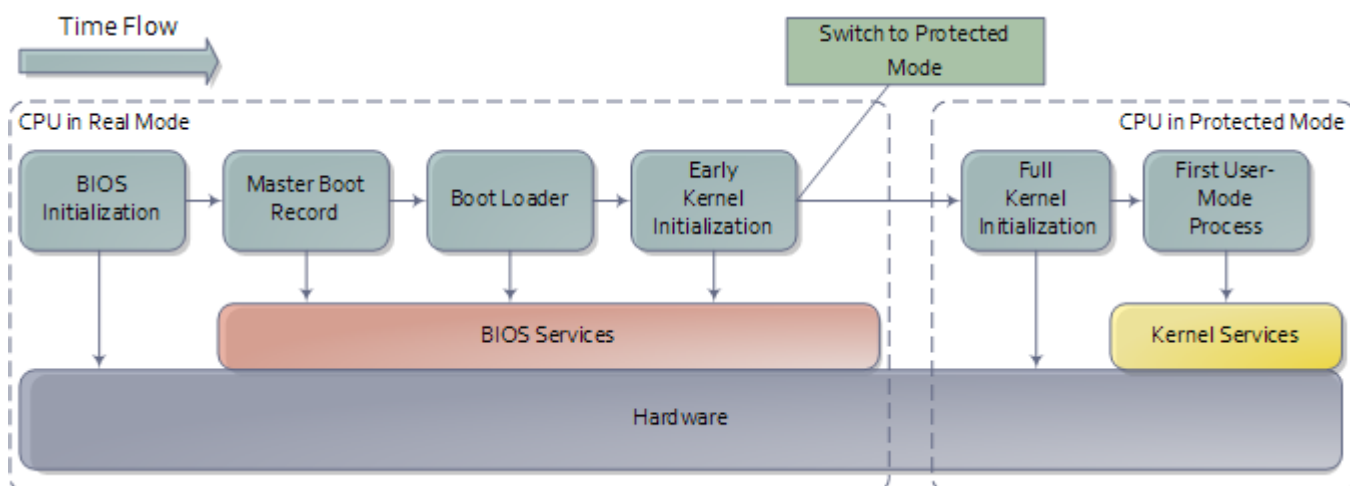 Time Flow
Switch to Protected
Mode
CPU in Real Mode
CPU in Protected Mode
BIOS
Initialization
Master Boot
Record
Boot Loader
Early
Kernel
Initialization
Full
Kernel
Initialization
First User-
Mode
Process
BIOS Services
Kernel Services
Hardware